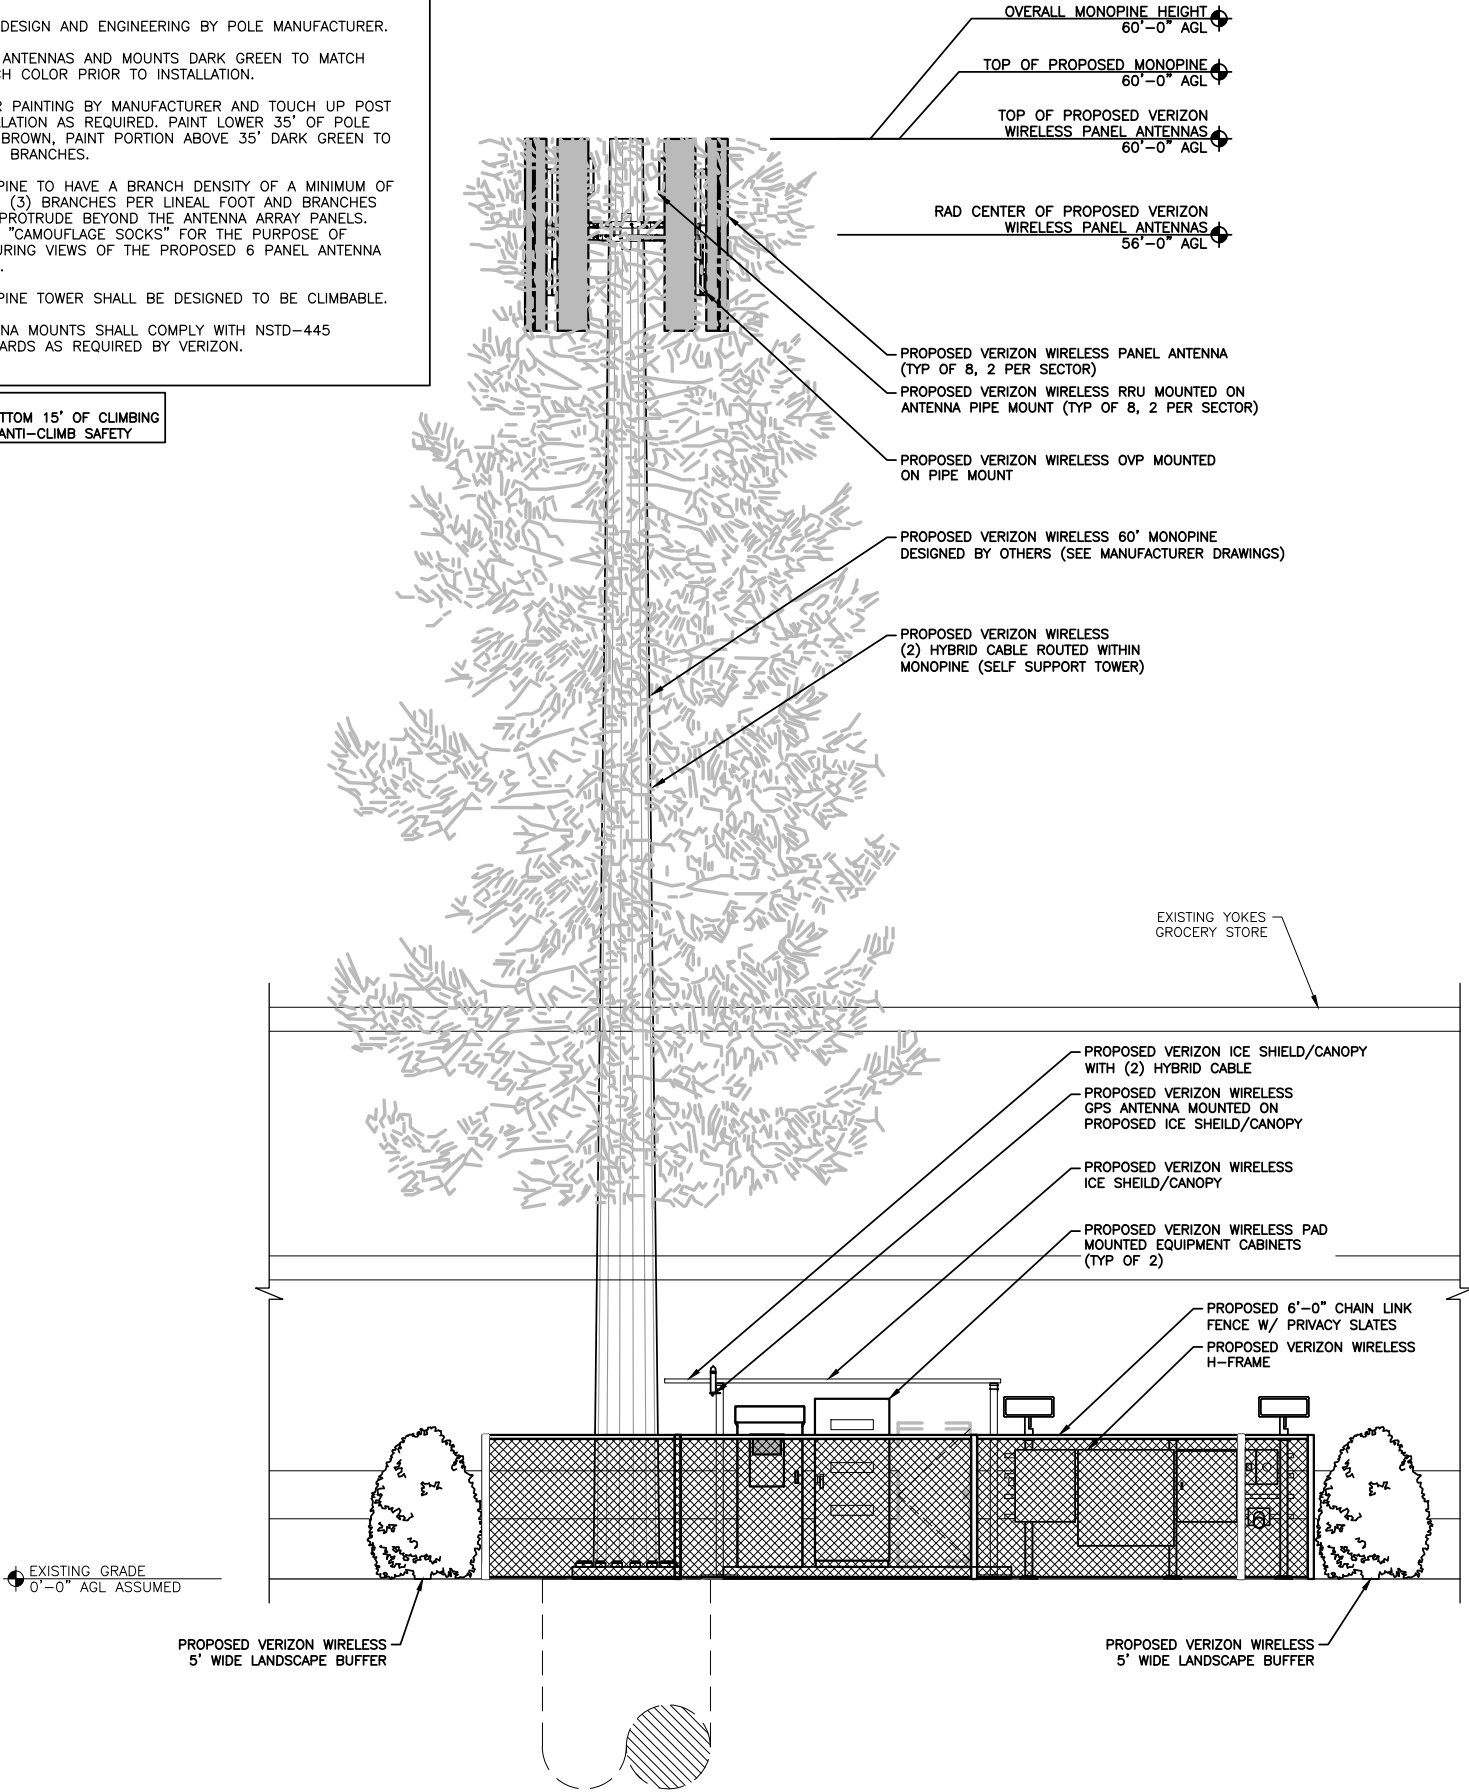 DESIGN AND ENGINEERING BY POLE MANUFACTURER.
ANTENNAS AND MOUNTS DARK GREEN TO MATCH
COLOR PRIOR TO INSTALLATION.
PAINTING BY MANUFACTURER AND TOUCH UP POST
AS REQUIRED. PAINT LOWER 35' OF POLE
BROWN, PAINT PORTION ABOVE 35' DARK GREEN TO
BRANCHES.
TO HAVE A BRANCH DENSITY OF A MINIMUM OF
(3) BRANCHES PER LINEAL FOOT AND BRANCHES
PROTRUDE BEYOND THE ANTENNA ARRAY PANELS.
"CAMOUFLAGE SOCKS" FOR THE PURPOSE OF
VIEWS OF THE PROPOSED 6 PANEL ANTENNA
TOWER SHALL BE DESIGNED TO BE CLIMBABLE.
MOUNTS SHALL COMPLY WITH NSTD-445
AS REQUIRED BY VERIZON.
15' OF CLIMBING
ANTI-CLIMB SAFETY
OVERALL MONOPINE HEIGHT
60'-0" AGL
TOP OF PROPOSED MONOPINE
60'-0" AGL
TOP OF PROPOSED VERIZON
WIRELESS PANEL ANTENNAS
60'-0" AGL
RAD CENTER OF PROPOSED VERIZON
WIRELESS PANEL ANTENNAS
56'-0" AGL
PROPOSED VERIZON WIRELESS PANEL ANTENNA
(TYP OF 8, 2 PER SECTOR)
PROPOSED VERIZON WIRELESS RRU MOUNTED ON
ANTENNA PIPE MOUNT (TYP OF 8, 2 PER SECTOR)
PROPOSED VERIZON WIRELESS OVP MOUNTED
ON PIPE MOUNT
PROPOSED VERIZON WIRELESS 60' MONOPINE
DESIGNED BY OTHERS (SEE MANUFACTURER DRAWINGS)
PROPOSED VERIZON WIRELESS
(2) HYBRID CABLE ROUTED WITHIN
MONOPINE (SELF SUPPORT TOWER)
EXISTING YOKES
GROCERY STORE
PROPOSED VERIZON ICE SHIELD/CANOPY
WITH (2) HYBRID CABLE
PROPOSED VERIZON WIRELESS
GPS ANTENNA MOUNTED ON
PROPOSED ICE SHEILD/CANOPY
PROPOSED VERIZON WIRELESS
ICE SHEILD/CANOPY
PROPOSED VERIZON WIRELESS PAD
MOUNTED EQUIPMENT CABINETS
(TYP OF 2)
PROPOSED 6'-0" CHAIN LINK
FENCE W/ PRIVACY SLATES
PROPOSED VERIZON WIRELESS
H-FRAME
EXISTING GRADE
0'-0" AGL ASSUMED
PROPOSED VERIZON WIRELESS
5' WIDE LANDSCAPE BUFFER
PROPOSED VERIZON WIRELESS
5' WIDE LANDSCAPE BUFFER